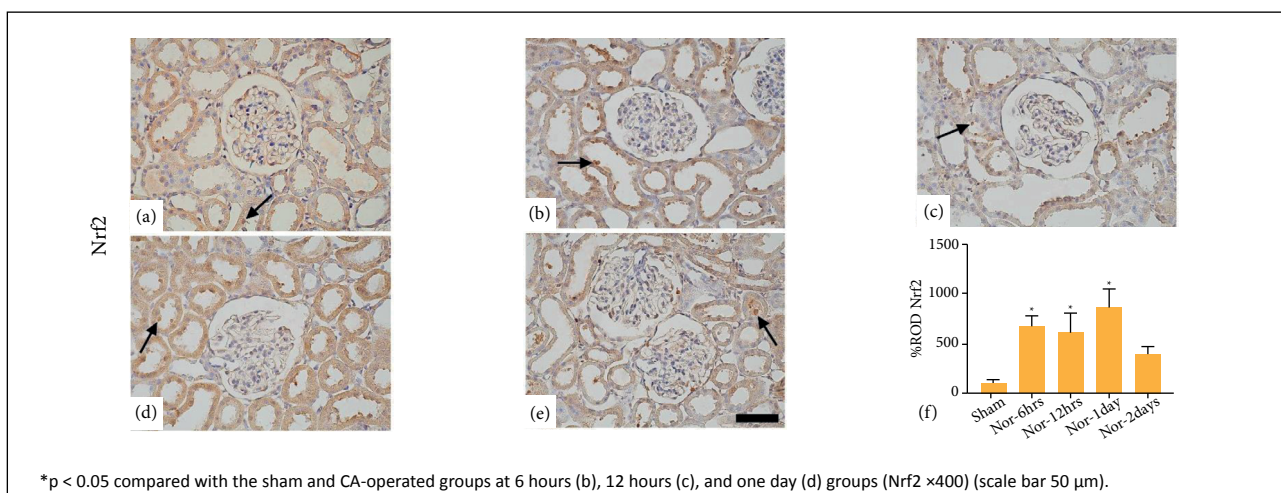 Nrf2
(a)
(b)
(c)
(d)
(e)
(f)
%ROD Nrf2
1500
1000
500
0
* * *
Sham
Nor-6hrs
Nor-12hrs
Nor-1day
Nor-2days
*p < 0.05 compared with the sham and CA-operated groups at 6 hours (b), 12 hours (c), and one day (d) groups (Nrf2 ×400) (scale bar 50 μm).